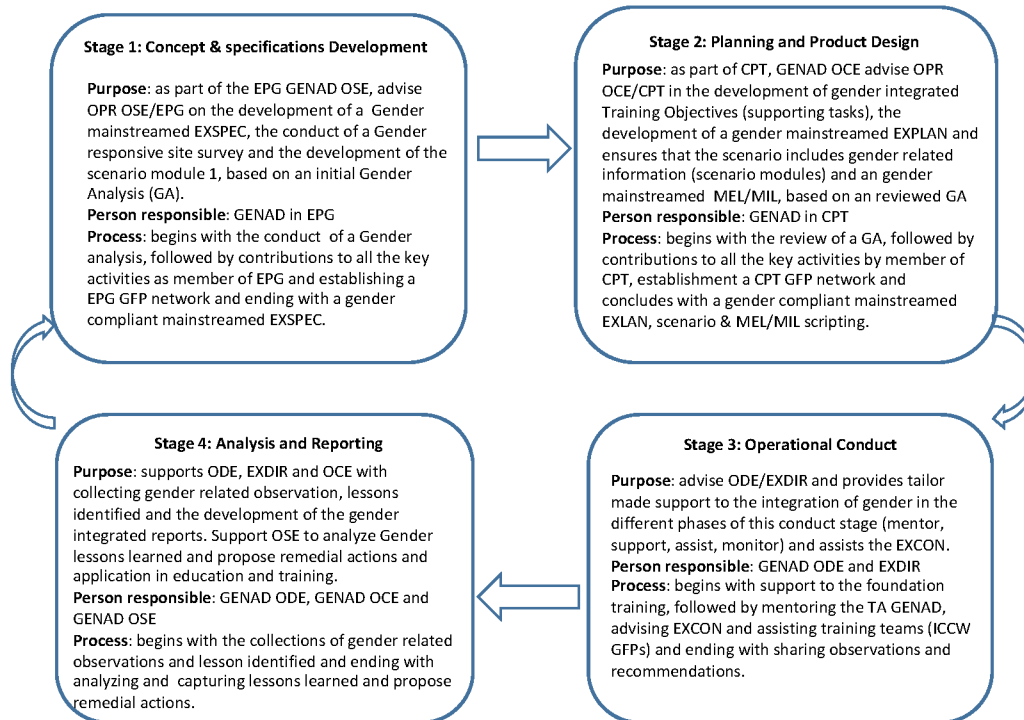 Stage 1: Concept & specifications Development
Purpose: as part of the EPG GENAD OSE, advise
OPR OSE/EPG on the development of a Gender
mainstreamed EXSPEC, the conduct of a Gender
responsive site survey and the development of the
scenario module 1, based on an initial Gender
Analysis (GA).
Person responsible: GENAD in EPG
Process: begins with the conduct of a Gender
analysis, followed by contributions to all the key
activities as member of EPG and establishing a
EPG GFP network and ending with a gender
compliant mainstreamed EXSPEC.
Stage 2: Planning and Product Design
Purpose: as part of CPT, GENAD OCE advise OPR
OCE/CPT in the development of gender integrated
Training Objectives (supporting tasks), the
development of a gender mainstreamed EXPLAN and
ensures that the scenario includes gender related
information (scenario modules) and an gender
mainstreamed MEL/MIL, based on an reviewed GA
Person responsible: GENAD in CPT
Process: begins with the review of a GA, followed by
contributions to all the key activities by member of
CPT, establishment a CPT GFP network and
concludes with a gender compliant mainstreamed
EXLAN, scenario & MEL/MIL scripting.
Stage 3: Operational Conduct
Purpose: advise ODE/EXDIR and provides tailor
made support to the integration of gender in the
different phases of this conduct stage (mentor,
support, assist, monitor) and assists the EXCON.
Person responsible: GENAD ODE and EXDIR
Process: begins with support to the foundation
training, followed by mentoring the TA GENAD,
advising EXCON and assisting training teams (ICCW
GFPs) and ending with sharing observations and
recommendations.
Stage 4: Analysis and Reporting
Purpose: supports ODE, EXDIR and OCE with
collecting gender related observation, lessons
identified and the development of the gender
integrated reports. Support OSE to analyze Gender
lessons learned and propose remedial actions and
application in education and training.
Person responsible: GENAD ODE, GENAD OCE and
GENAD OSE
Process: begins with the collections of gender related
observations and lesson identified and ending with
analyzing and capturing lessons learned and propose
remedial actions.